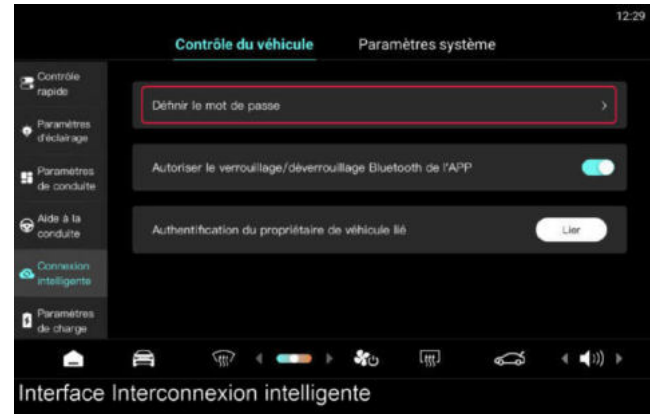 12:29
Contrôle du véhicule Paramètres système
Contrôle
rapide
Définir le mot de passe
Paramètres
d'éclairage
Autoriser le verrouillage/déverrouillage Bluetooth de l'APP
Paramètres
de conduite
Aide à la
conduite
Authentification du propriétaire de véhicule lié Lier
Connexion
intelligente
Paramètres
de charge
Interface Interconnexion intelligente